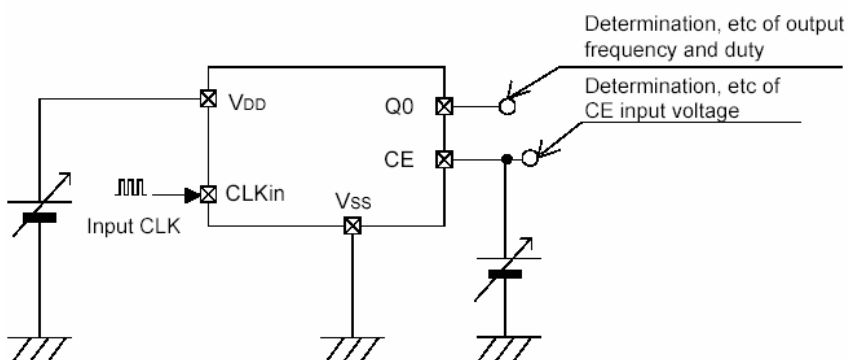 Determination, etc of output
frequency and duty
Determination, etc of
CE input voltage
VDD
Q0
CE
CLKin
Input CLK
VSS